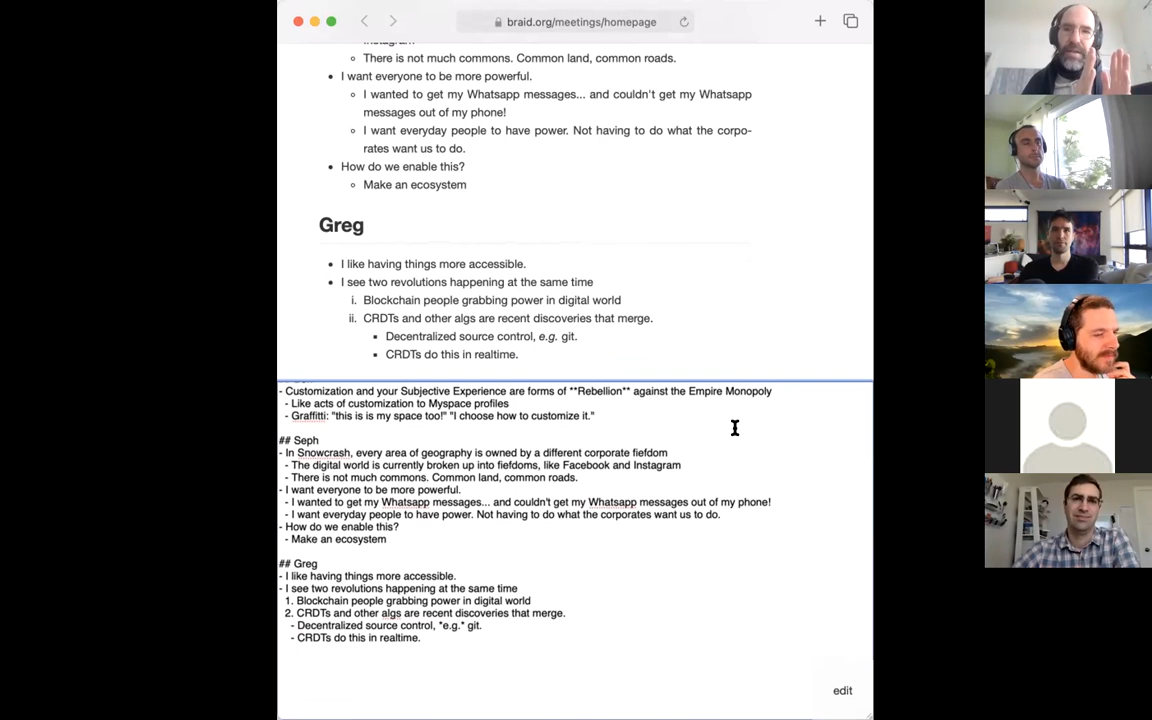 braid.org/meetings/homepage
Instagram
◦ There is not much commons. Common land, common roads.
• I want everyone to be more powerful.
◦ I wanted to get my Whatsapp messages... and couldn't get my Whatsapp
messages out of my phone!
◦ I want everyday people to have power. Not having to do what the corpo-
rates want us to do.
• How do we enable this?
◦ Make an ecosystem
Greg
• I like having things more accessible.
• I see two revolutions happening at the same time
i. Blockchain people grabbing power in digital world
ii. CRDTs and other algs are recent discoveries that merge.
▪ Decentralized source control, e.g. git.
▪ CRDTs do this in realtime.
- Customization and your Subjective Experience are forms of **Rebellion** against the Empire Monopoly
- Like acts of customization to Myspace profiles
- Graffitti: "this is is my space too!" "I choose how to customize it."
## Seph
- In Snowcrash, every area of geography is owned by a different corporate fiefdom
- The digital world is currently broken up into fiefdoms, like Facebook and Instagram
- There is not much commons. Common land, common roads.
- I want everyone to be more powerful.
- I wanted to get my Whatsapp messages... and couldn't get my Whatsapp messages out of my phone!
- I want everyday people to have power. Not having to do what the corporates want us to do.
- How do we enable this?
- Make an ecosystem
## Greg
- I like having things more accessible.
- I see two revolutions happening at the same time
1. Blockchain people grabbing power in digital world
2. CRDTs and other algs are recent discoveries that merge.
- Decentralized source control, *e.g.* git.
- CRDTs do this in realtime.
edit